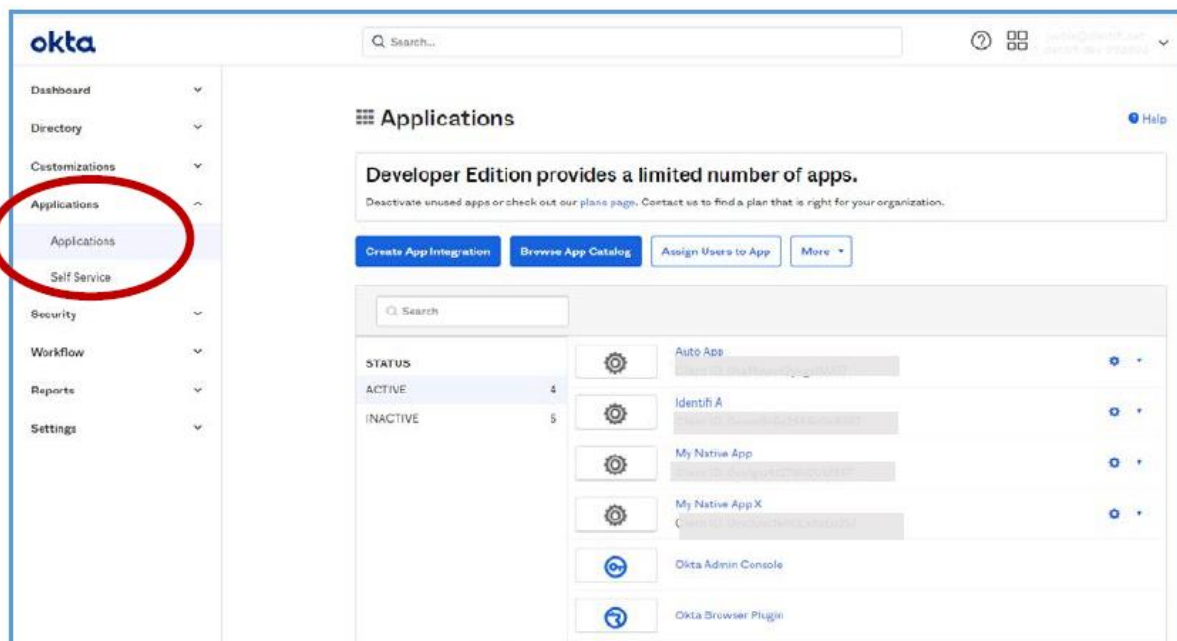 okta
Search...
Dashboard
Directory
Customizations
Applications
Applications
Self Service
Security
Workflow
Reports
Settings
Applications
Help
Developer Edition provides a limited number of apps.
Deactivate unused apps or check out our plans page. Contact us to find a plan that is right for your organization.
Create App Integration Browse App Catalog Assign Users to App More
Search
STATUS
ACTIVE 4
INACTIVE 5
Auto App
Identifi A
My Native App
My Native App X
Okta Admin Console
Okta Browser Plugin